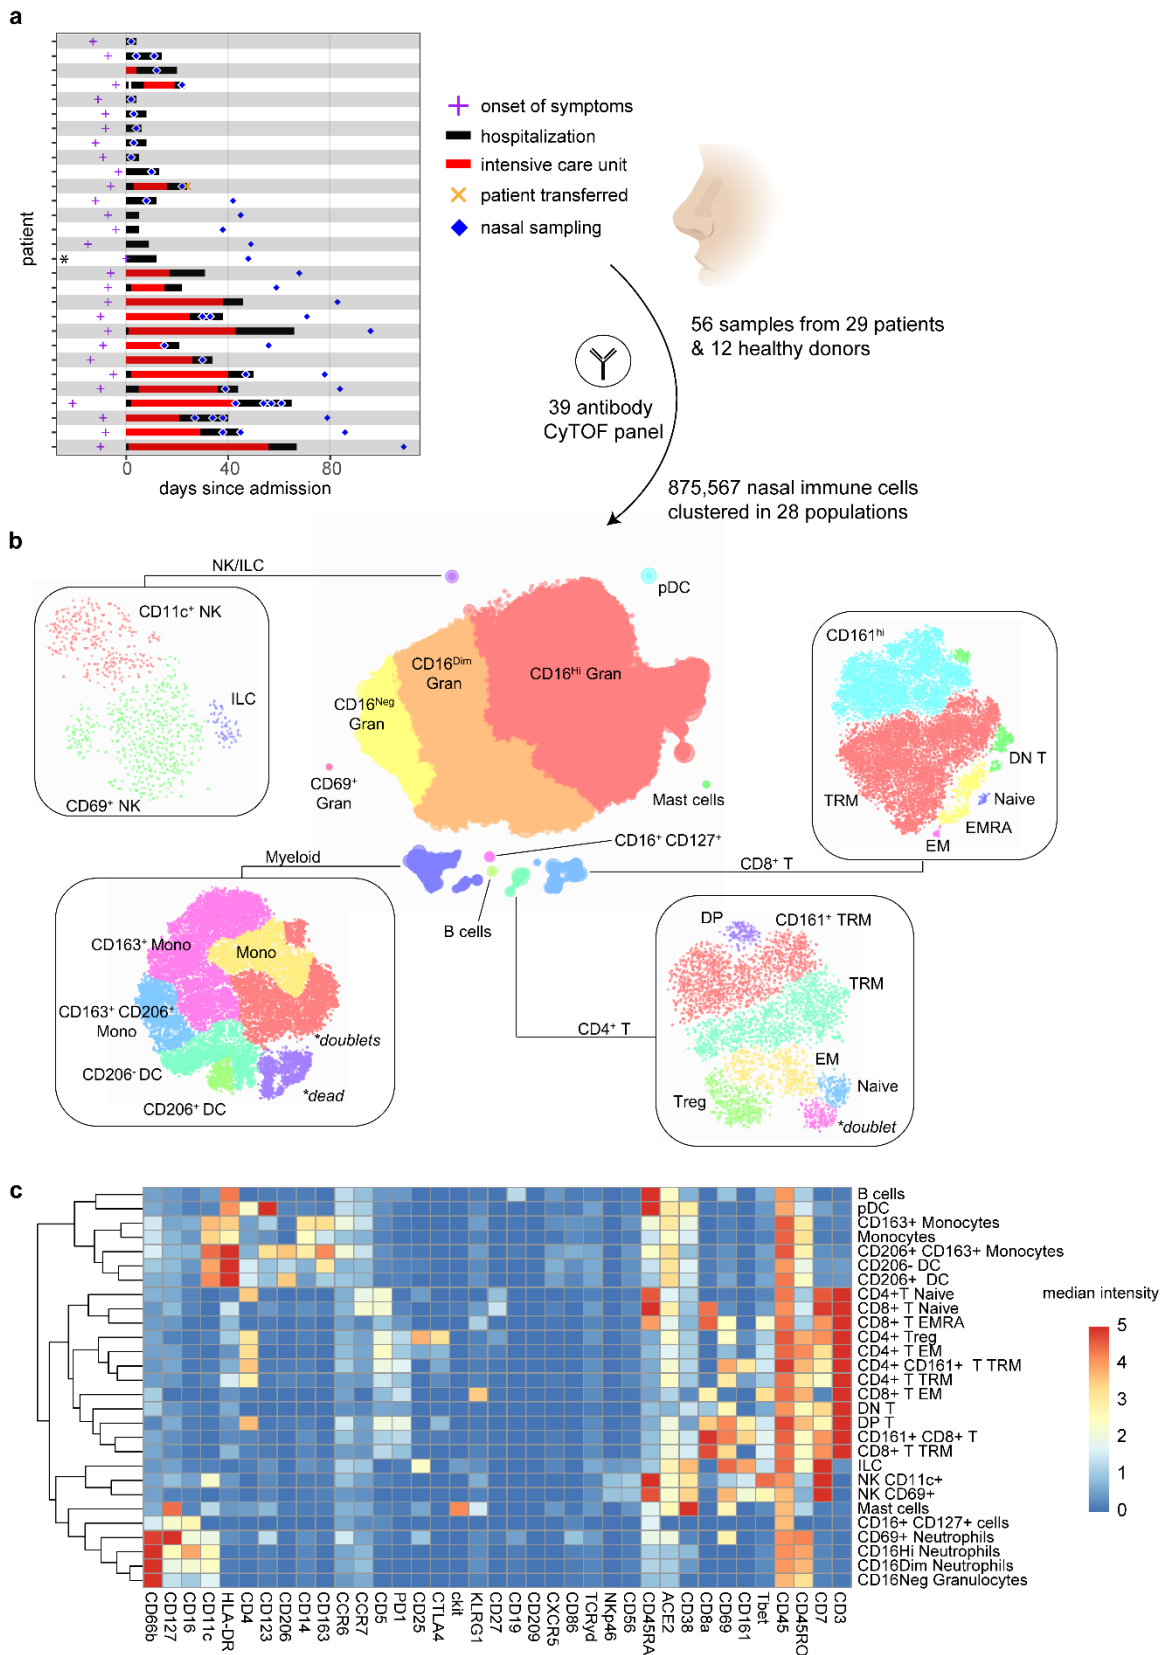 a
patient
*
0
40
80
days since admission
onset of symptoms
hospitalization
intensive care unit
patient transferred
nasal sampling
56 samples from 29 patients
& 12 healthy donors
39 antibody
CyTOF panel
875,567 nasal immune cells
clustered in 28 populations
b
NK/ILC
CD11c+ NK
ILC
CD69+ NK
pDC
CD16Dim
Gran
CD16Hi Gran
CD16Neg
Gran
CD69+
Gran
Mast cells
CD16+ CD127+
B cells
Myeloid
CD163+ Mono
Mono
CD163+ CD206+
Mono
*doublets
CD206- DC
*dead
CD206+ DC
CD8+ T
CD161hi
DN T
TRM
Naive
EMRA
EM
CD4+ T
DP
CD161+ TRM
TRM
EM
Naive
Treg
*doublet
c
B cells
pDC
CD163+ Monocytes
Monocytes
CD206+ CD163+ Monocytes
CD206- DC
CD206+ DC
CD4+T Naive
CD8+ T Naive
CD8+ T EMRA
CD4+ Treg
CD4+ T EM
CD4+ CD161+ T TRM
CD4+ T TRM
CD8+ T EM
DN T
DP T
CD161+ CD8+ T
CD8+ T TRM
ILC
NK CD11c+
NK CD69+
Mast cells
CD16+ CD127+ cells
CD69+ Neutrophils
CD16Hi Neutrophils
CD16Dim Neutrophils
CD16Neg Granulocytes
CD66b
CD127
CD16
CD11c
HLA-DR
CD4
CD123
CD206
CD14
CD163
CCR6
CCR7
CD5
PD1
CD25
CTLA4
ckit
KLRG1
CD27
CD19
CD209
CXCR5
CD86
TCRyd
NKp46
CD56
CD45RA
ACE2
CD38
CD8a
CD69
CD161
Tbet
CD45
CD45RO
CD7
CD3
median intensity
5
4
3
2
1
0